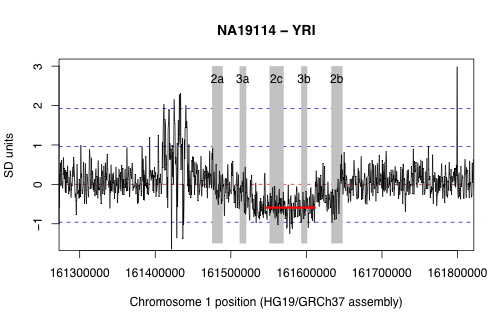 NA19114 − YRI
2a 3a 2c 3b 2b
SD units
3
2
1
0
−1
161300000 161400000 161500000 161600000 161700000 161800000
Chromosome 1 position (HG19/GRCh37 assembly)